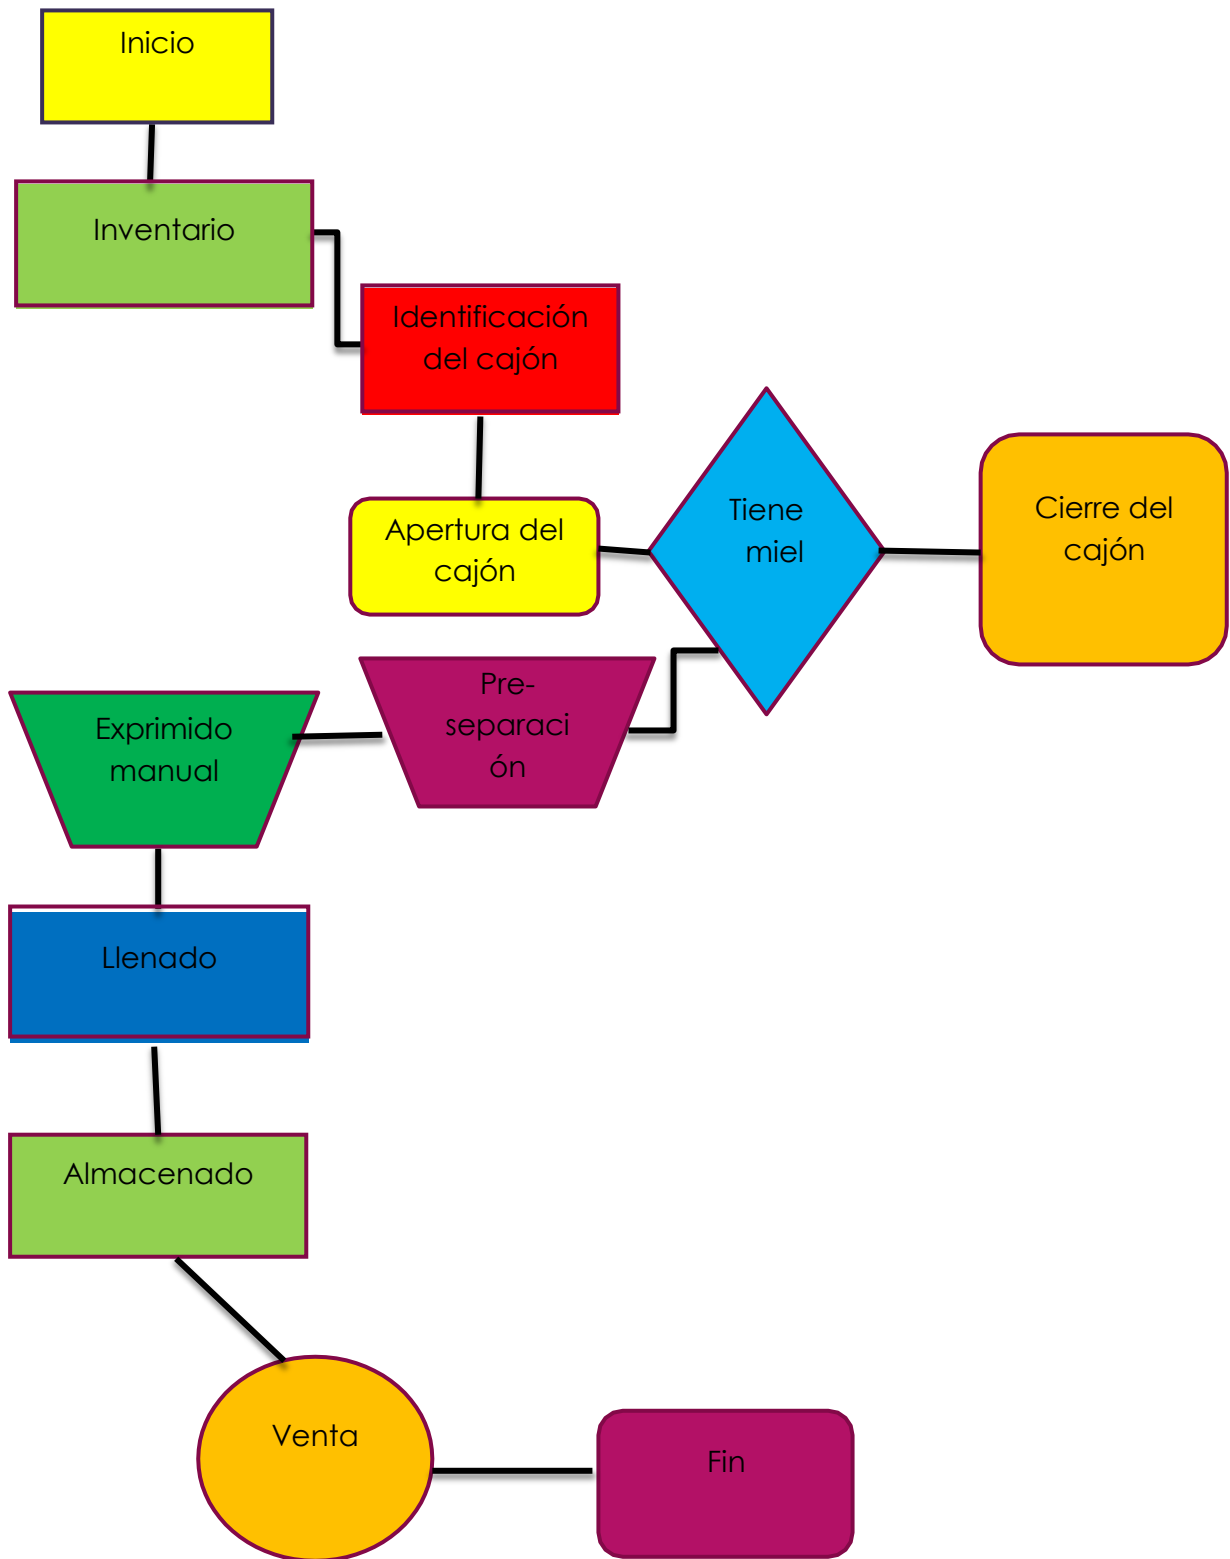 Inicio
Inventario
Identificación
del cajón
Apertura del
cajón
Tiene
miel
Cierre del
cajón
Pre-
separaci
ón
Exprimido
manual
Llenado
Almacenado
Venta
Fin